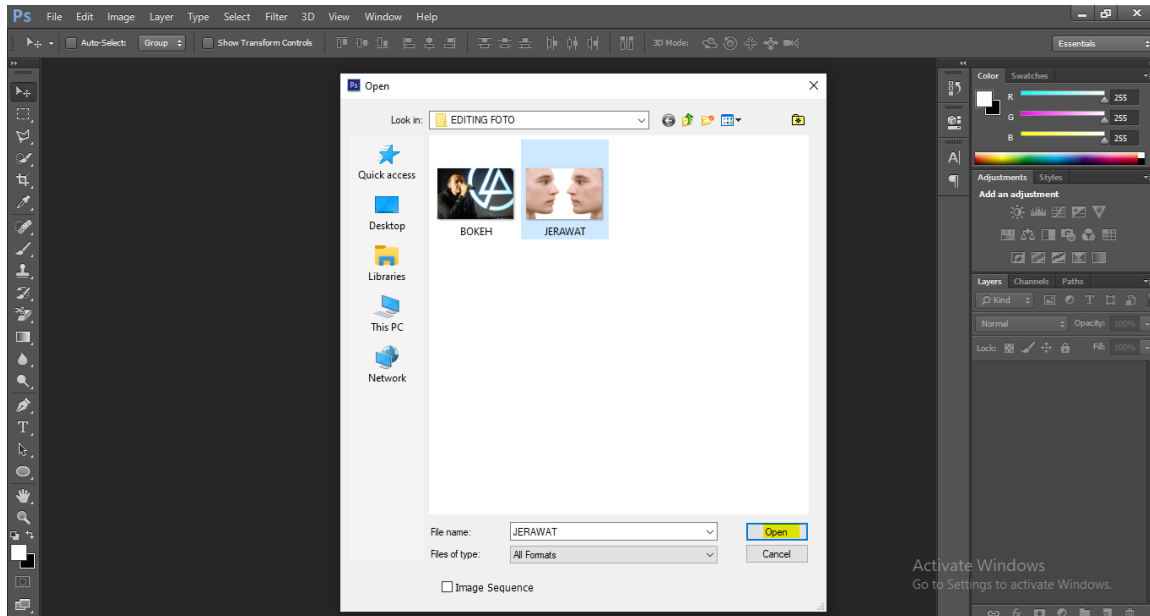 Ps File Edit Image Layer Type Select Filter 3D View Window Help
Auto-Select: Group Show Transform Controls 3D Mode: Essentials
Ps Open
Look in: EDITING FOTO
Quick access
Desktop
Libraries
This PC
Network
BOKEH JERAWAT
File name: JERAWAT Open
Files of type: All Formats Cancel
Image Sequence
Color Swatches
R 255
G 255
B 255
Adjustments Styles
Add an adjustment
Layers Channels Paths
Kind
Normal Opacity: 100%
Lock: Fill: 100%
Activate Windows
Go to Settings to activate Windows.